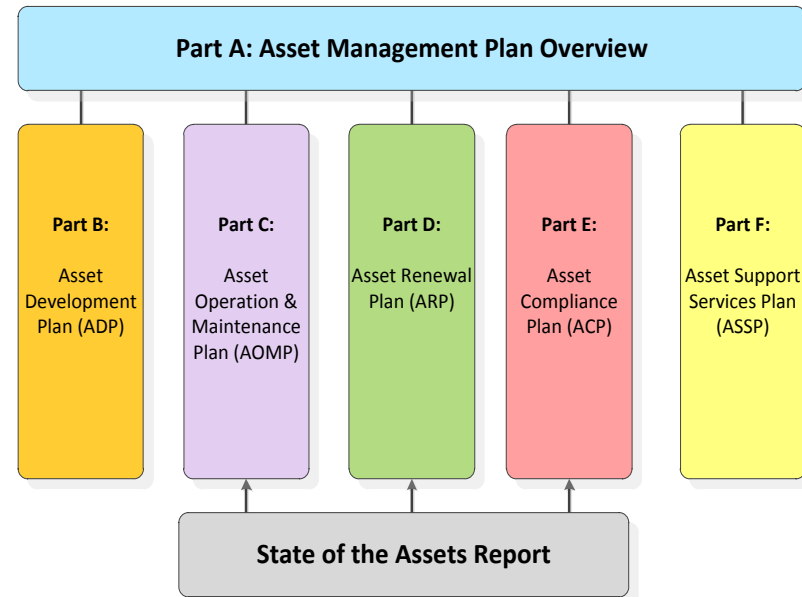 Part A: Asset Management Plan Overview
Part B:
Asset
Development
Plan (ADP)
Part C:
Asset
Operation &
Maintenance
Plan (AOMP)
Part D:
Asset Renewal
Plan (ARP)
Part E:
Asset
Compliance
Plan (ACP)
Part F:
Asset Support
Services Plan
(ASSP)
State of the Assets Report